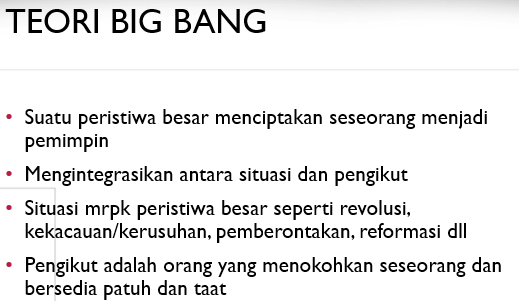 TEORI BIG BANG
• Suatu peristiwa besar menciptakan seseorang menjadi
pemimpin
• Mengintegrasikan antara situasi dan pengikut
• Situasi mrpk peristiwa besar seperti revolusi,
kekacauan/kerusuhan, pemberontakan, reformasi dll
• Pengikut adalah orang yang menokohkan seseorang dan
bersedia patuh dan taat